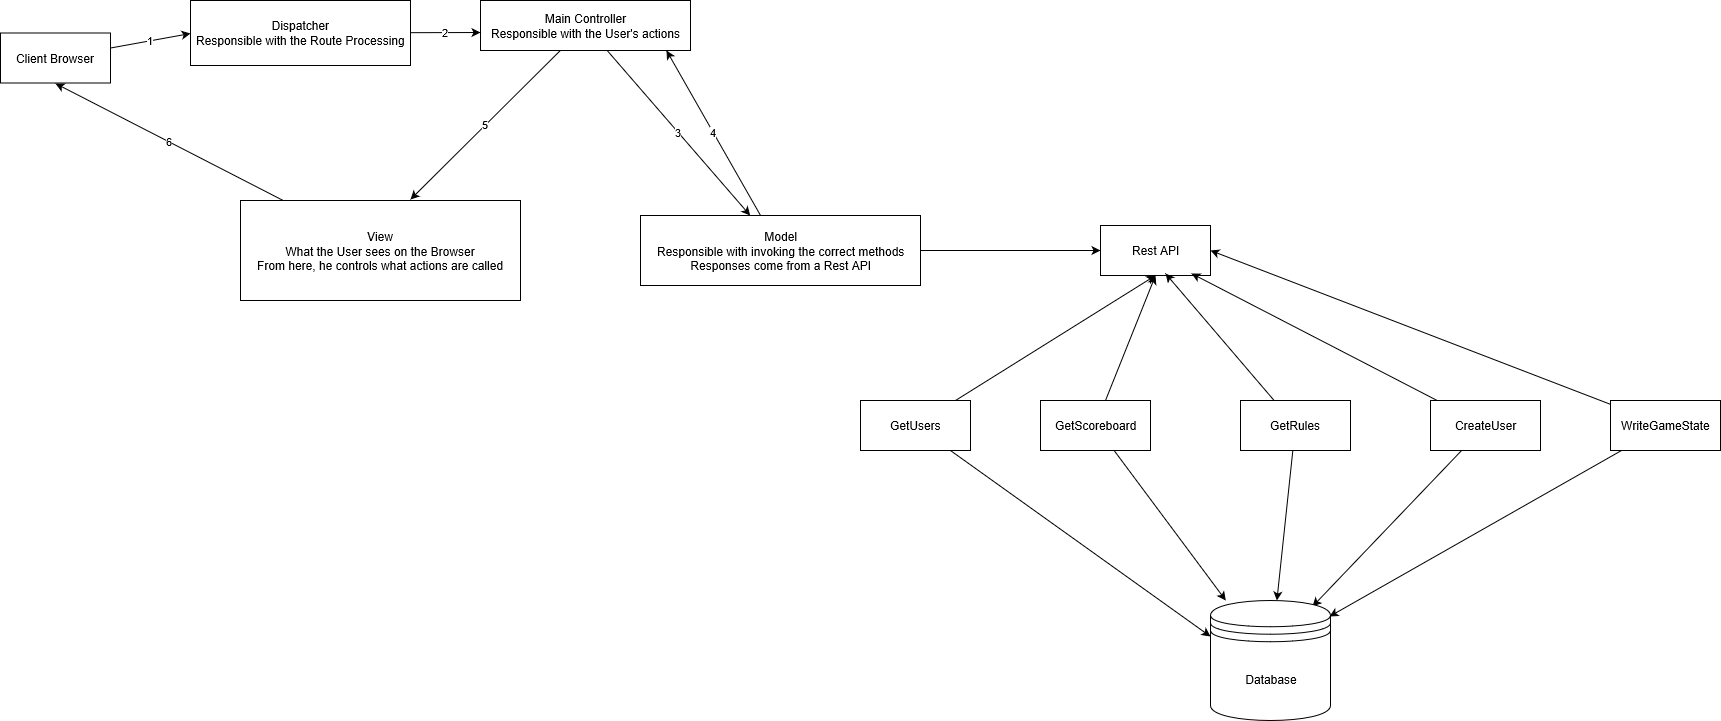 Client Browser
1
Dispatcher
Responsible with the Route Processing
2
Main Controller
Responsible with the User's actions
3
4
5
6
View
What the User sees on the Browser
From here, he controls what actions are called
Model
Responsible with invoking the correct methods
Responses come from a Rest API
Rest API
GetUsers
GetScoreboard
GetRules
CreateUser
WriteGameState
Database